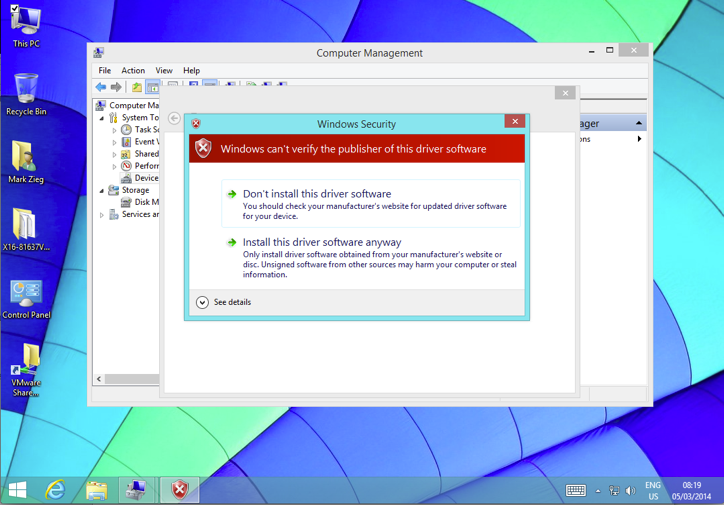 This PC
Recycle Bin
Mark Zieg
X16-81637V...
Control Panel
VMware
Share...
Computer Management
File Action View Help
Computer Ma
System To
Task Sc
Event V
Shared
Perform
Device
Storage
Disk M
Services an
ager
ns
Windows Security
Windows can't verify the publisher of this driver software
Don't install this driver software
You should check your manufacturer's website for updated driver software
for your device.
Install this driver software anyway
Only install driver software obtained from your manufacturer's website or
disc. Unsigned software from other sources may harm your computer or steal
information.
See details
ENG
US
08:19
05/03/2014